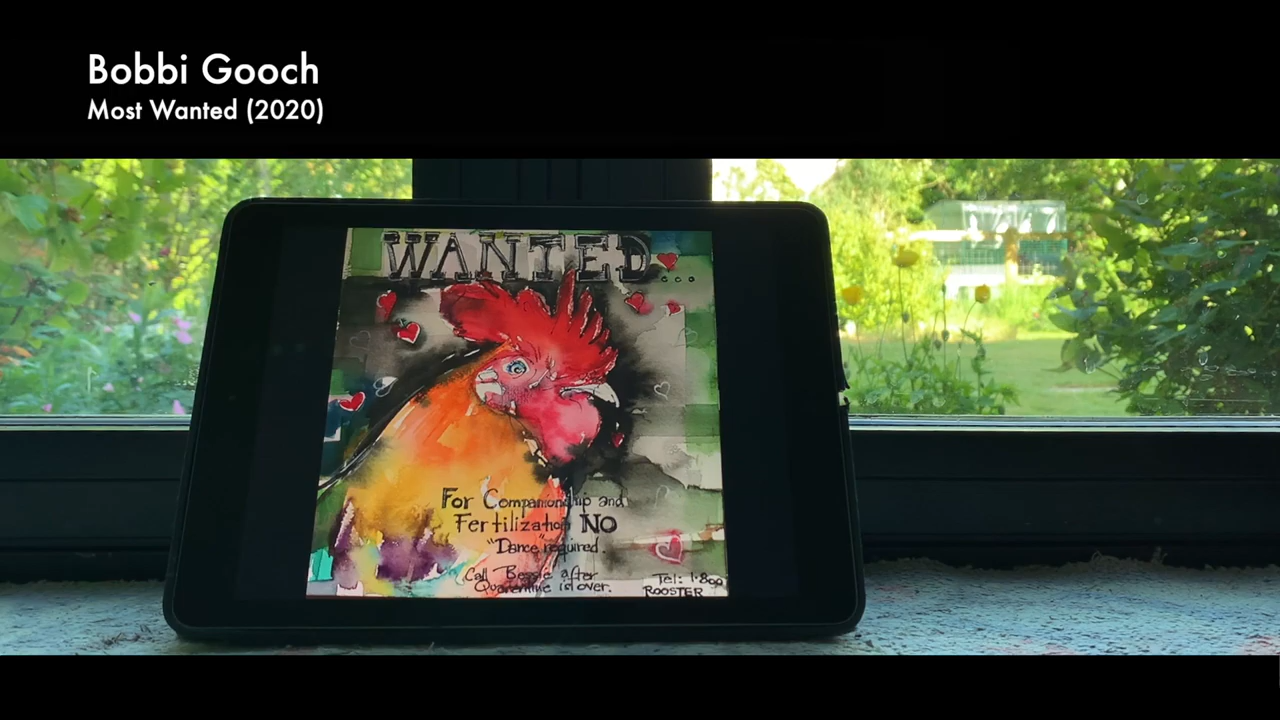 Bobbi Gooch
Most Wanted (2020)
WANTED...
For Companionship and
Fertilization NO
"Dance" required.
Call Bessie after
Quarantine is over.
Tel: 1-800
ROOSTER